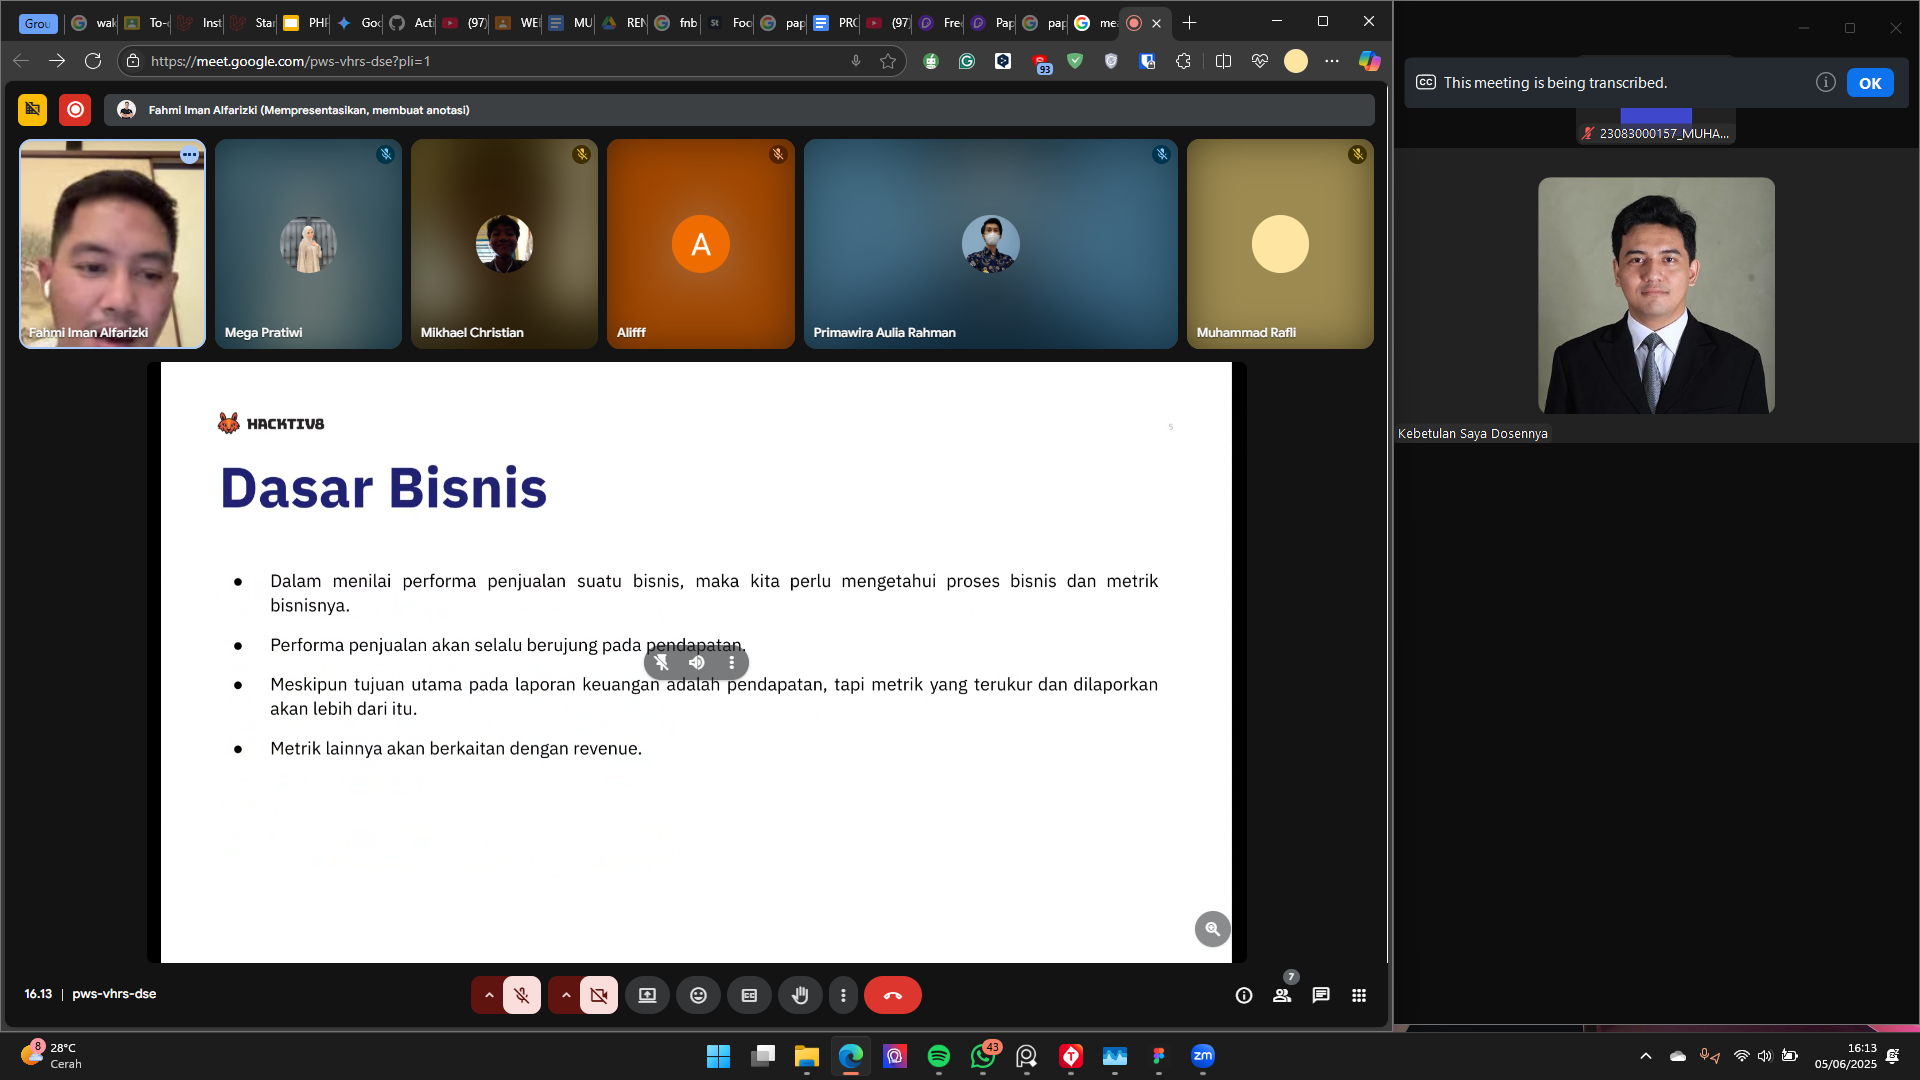 Grou
wak
To-
Inst
Star
PHP
Goo
Acti
(97)
WE
MU
REN
fnb
Foo
pap
PRO
(97)
Fre
Pap
pap
me
https://meet.google.com/pws-vhrs-dse?pli=1
93
Fahmi Iman Alfarizki (Mempresentasikan, membuat anotasi)
Fahmi Iman Alfarizki
Mega Pratiwi
Mikhael Christian
A
Alifff
Primawira Aulia Rahman
Muhammad Rafli
HACKTIV8
5
Dasar Bisnis
● Dalam menilai performa penjualan suatu bisnis, maka kita perlu mengetahui proses bisnis dan metrik
bisnisnya.
● Performa penjualan akan selalu berujung pada pendapatan.
● Meskipun tujuan utama pada laporan keuangan adalah pendapatan, tapi metrik yang terukur dan dilaporkan
akan lebih dari itu.
● Metrik lainnya akan berkaitan dengan revenue.
16.13 | pws-vhrs-dse
7
CC This meeting is being transcribed.
OK
23083000157_MUHA...
Kebetulan Saya Dosennya
8
28°C
Cerah
43
zm
16:13
05/06/2025